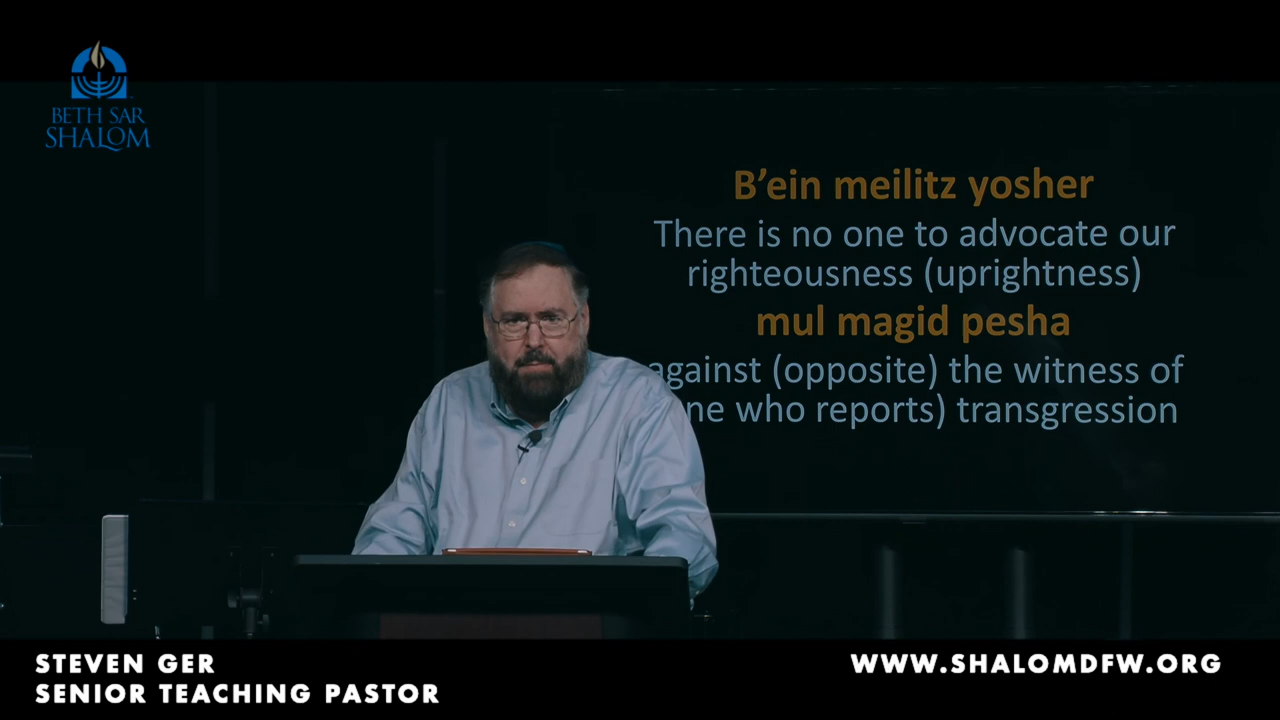 BETH SAR
SHALOM
B’ein meilitz yosher
There is no one to advocate our
righteousness (uprightness)
mul magid pesha
against (opposite) the witness of
who reports) transgression
STEVEN GER
SENIOR TEACHING PASTOR
WWW.SHALOMDFW.ORG